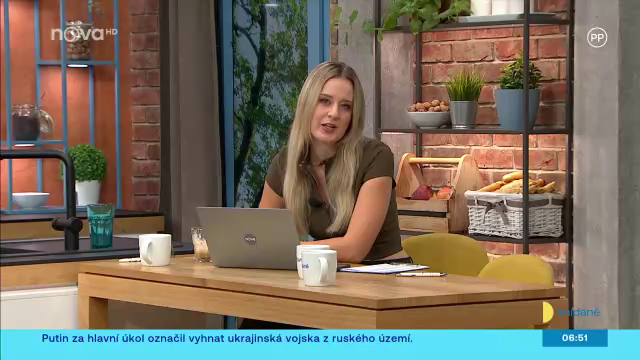 nova HD
PP
snídaně
Putin za hlavní úkol označil vyhnat ukrajinská vojska z ruského území.
06:51